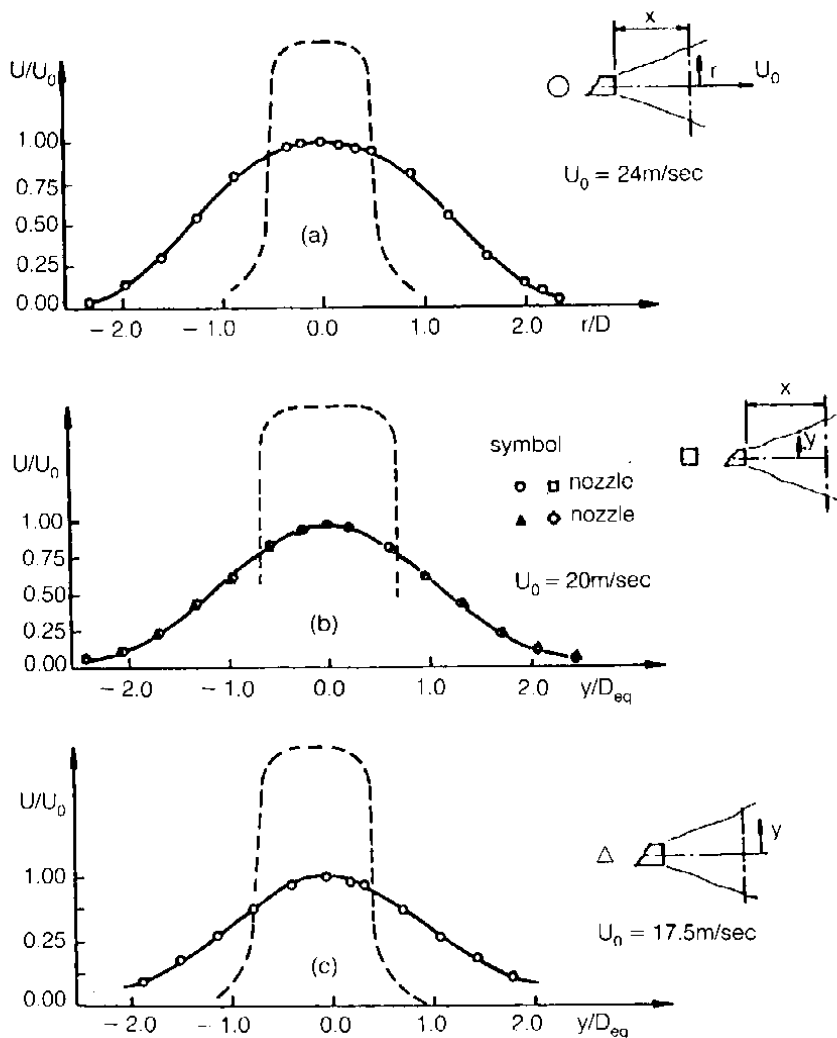 x
U/U₀
r
U₀
1.00
0.75
0.50
0.25
0.00
U₀ = 24m/sec
(a)
− 2.0 − 1.0 0.0 1.0 2.0 r/D
x
y
U/U₀
symbol
nozzle
nozzle
1.00
0.75
0.25
0.00
U₀ = 20m/sec
(b)
− 2.0 − 1.0 0.0 1.0 2.0 y/Deq
U/U₀
y
1.00
0.25
0.00
U₀ = 17.5m/sec
(c)
− 2.0 − 1.0 0.0 1.0 2.0 y/Deq